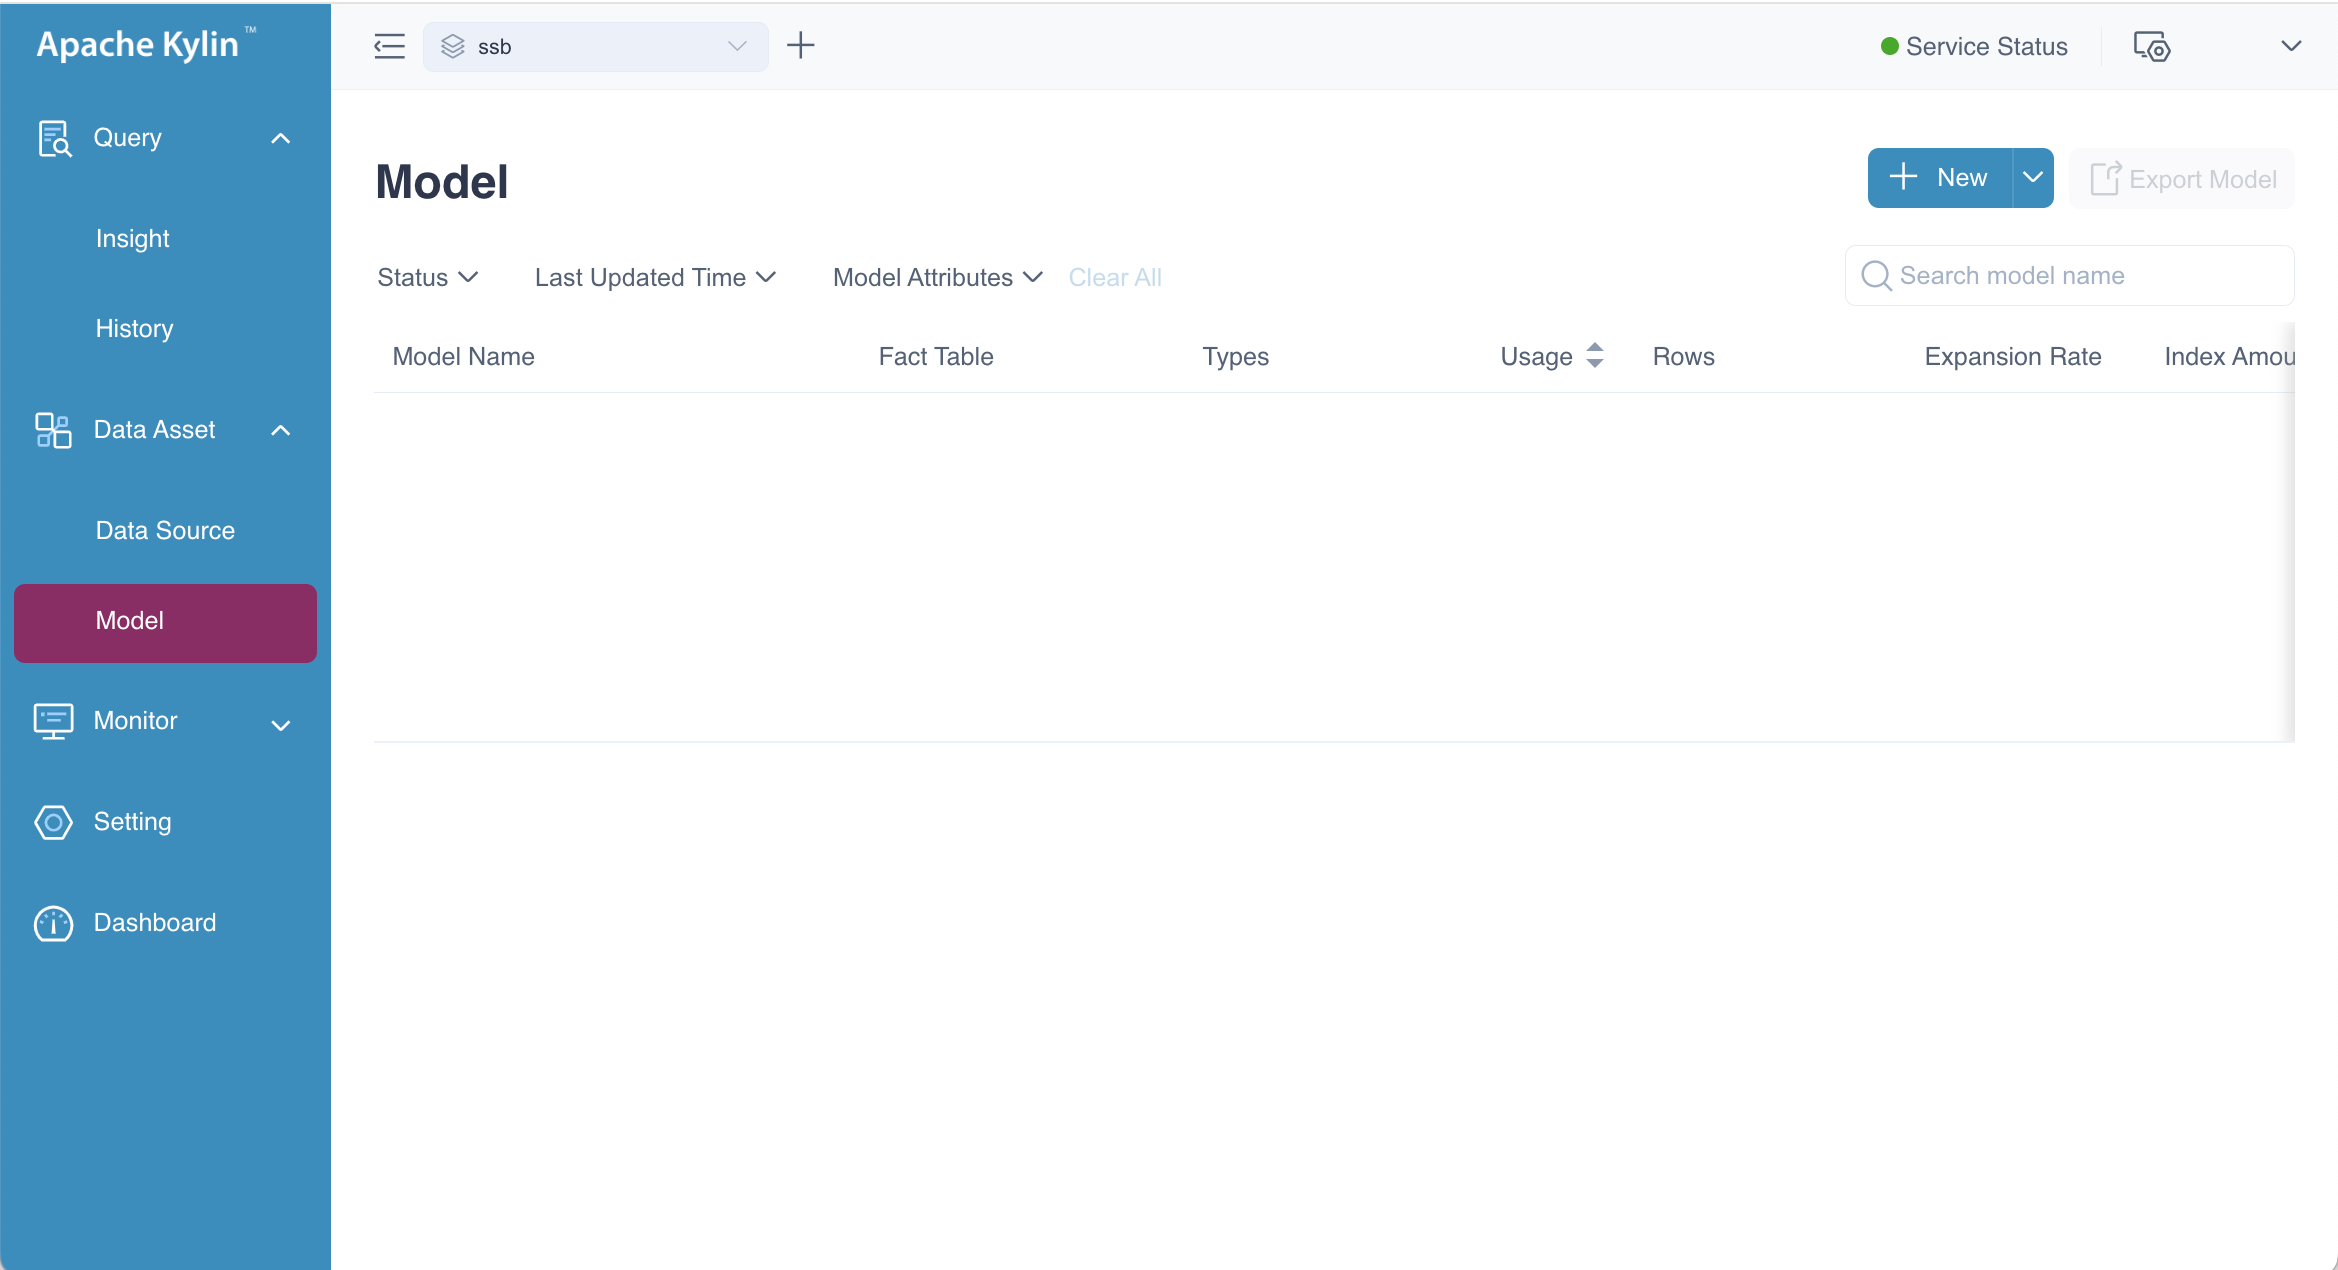 Apache Kylin ™
ssb
Service Status
Query
Insight
History
Data Asset
Data Source
Model
Monitor
Setting
Dashboard
Model
New
Export Model
Status
Last Updated Time
Model Attributes
Clear All
Search model name
Model Name
Fact Table
Types
Usage
Rows
Expansion Rate
Index Amou